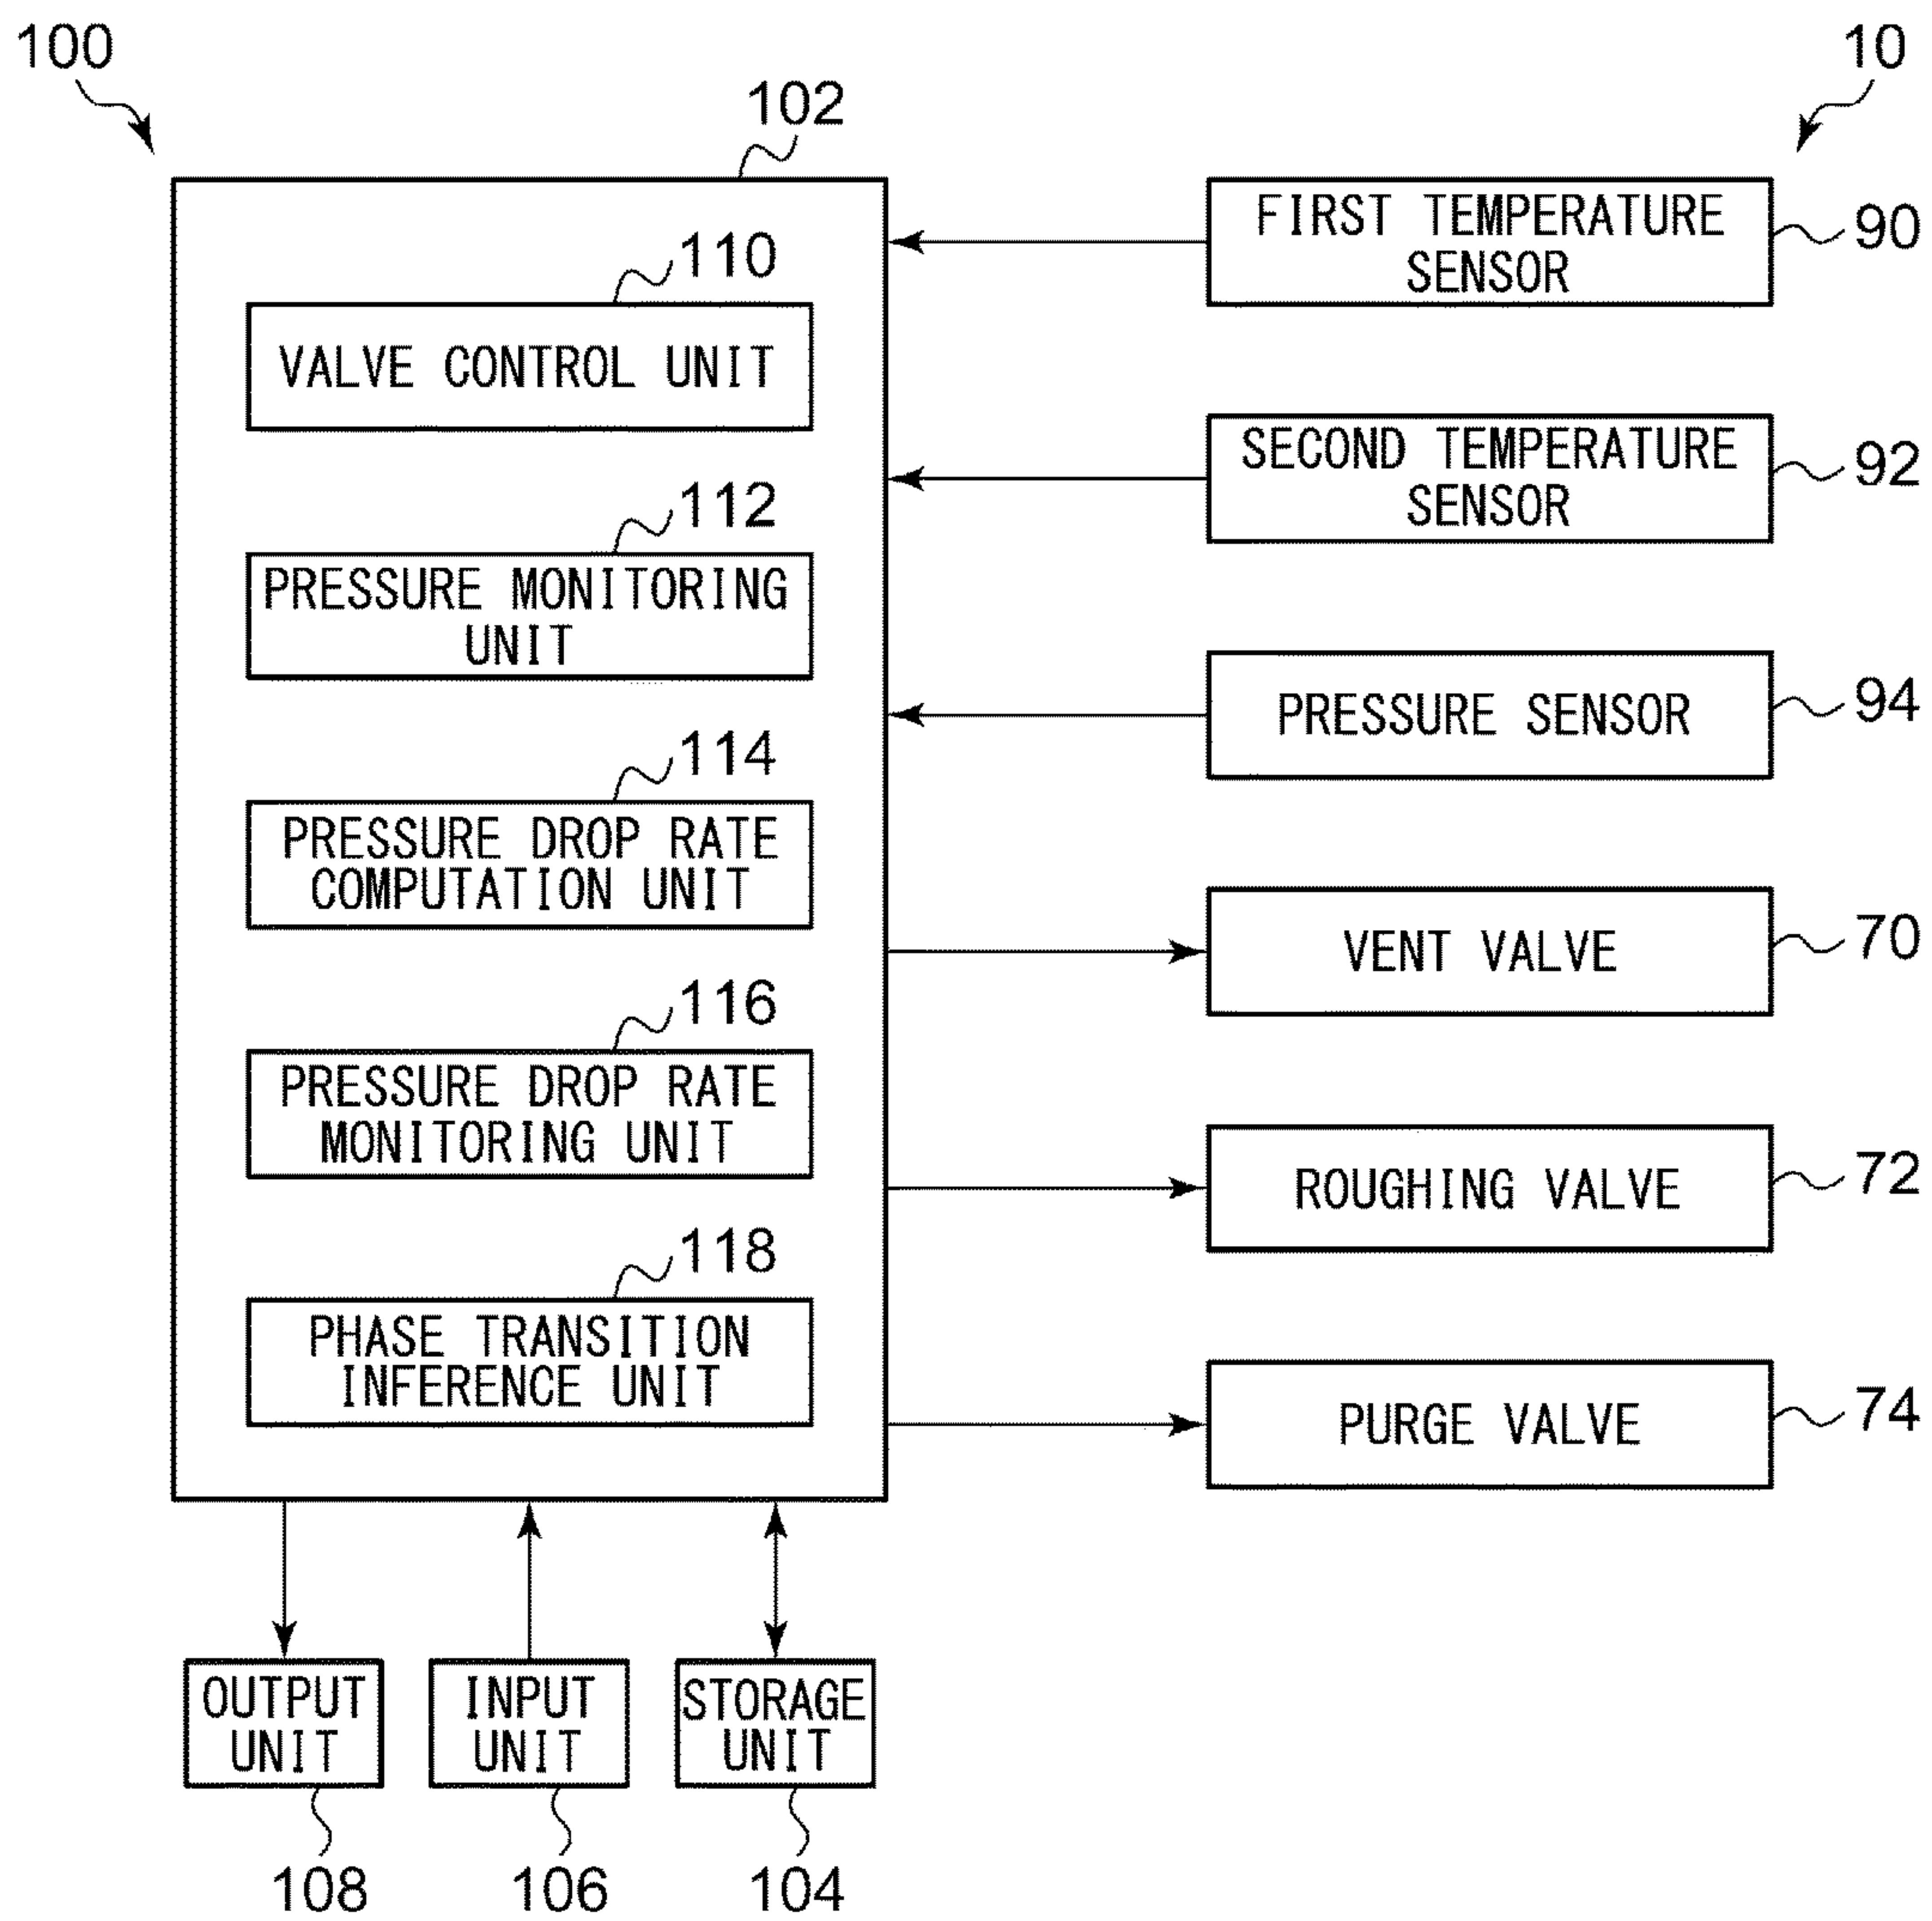 100
10
102
110
VALVE CONTROL UNIT
112
PRESSURE MONITORING
UNIT
114
PRESSURE DROP RATE
COMPUTATION UNIT
116
PRESSURE DROP RATE
MONITORING UNIT
118
PHASE TRANSITION
INFERENCE UNIT
FIRST TEMPERATURE
SENSOR
90
SECOND TEMPERATURE
SENSOR
92
PRESSURE SENSOR
94
VENT VALVE
70
ROUGHING VALVE
72
PURGE VALVE
74
OUTPUT
UNIT
108
INPUT
UNIT
106
STORAGE
UNIT
104